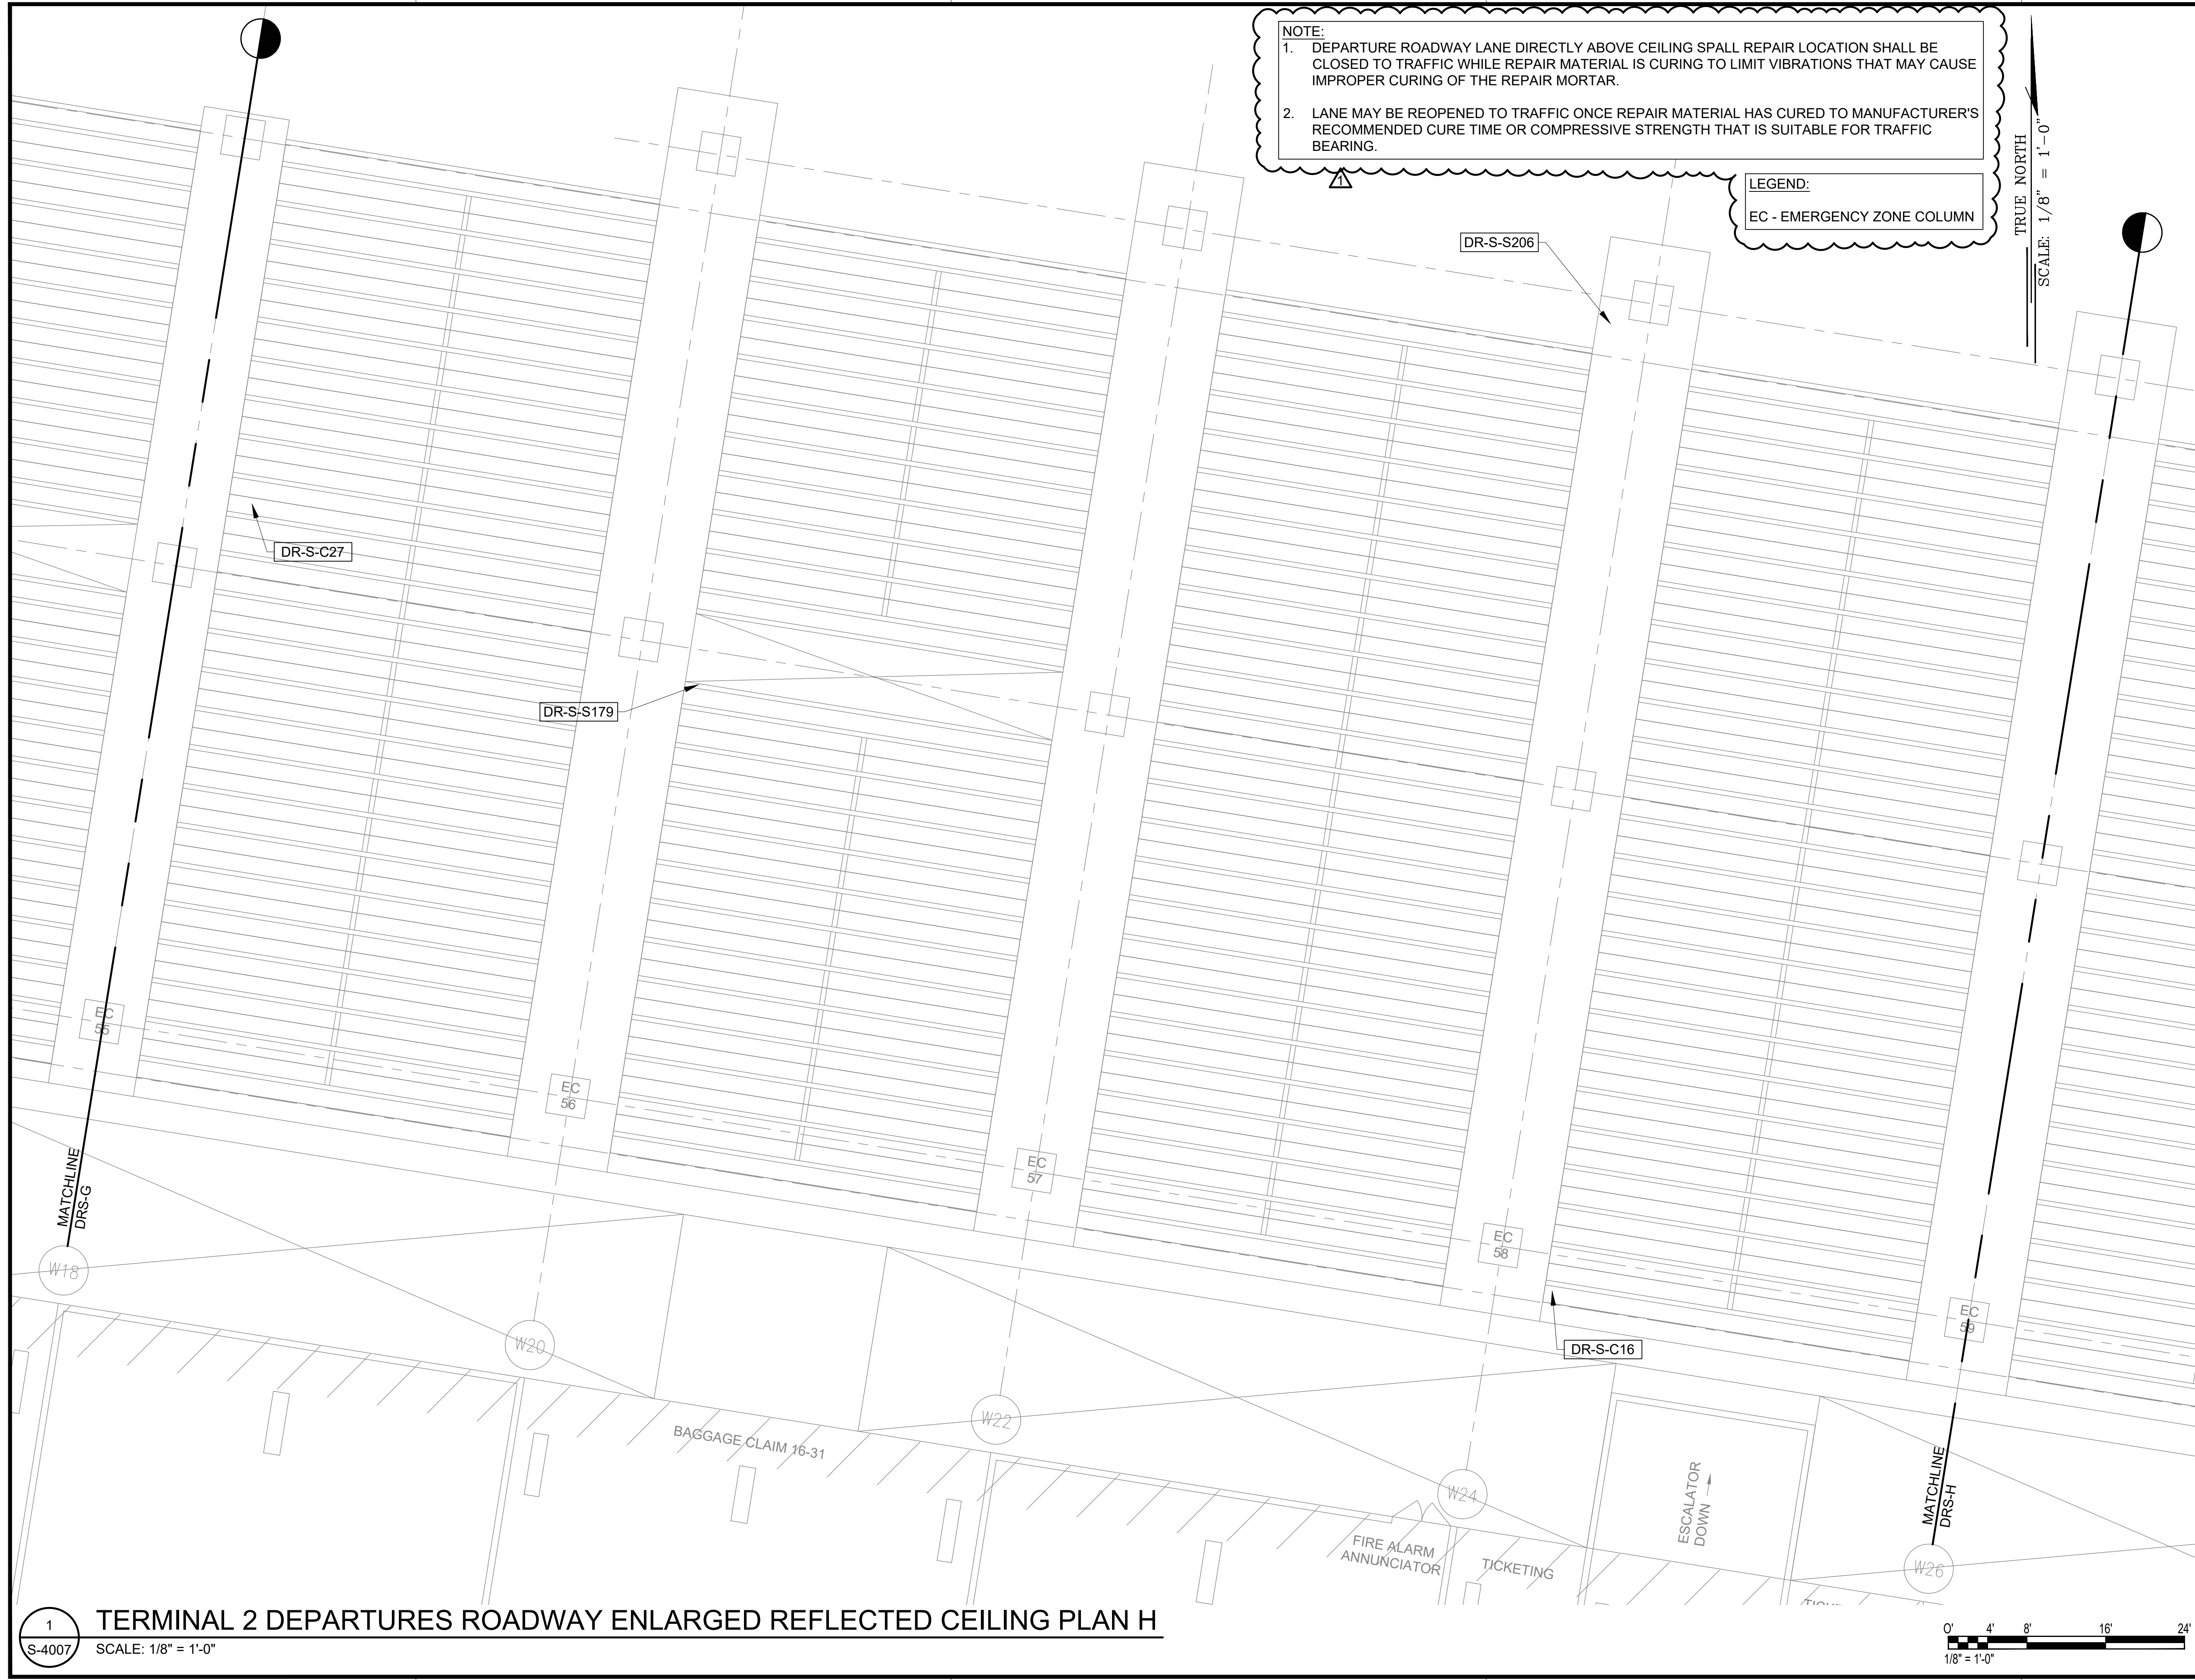 NOTE:
1. DEPARTURE ROADWAY LANE DIRECTLY ABOVE CEILING SPALL REPAIR LOCATION SHALL BE
CLOSED TO TRAFFIC WHILE REPAIR MATERIAL IS CURING TO LIMIT VIBRATIONS THAT MAY CAUSE
IMPROPER CURING OF THE REPAIR MORTAR.
2. LANE MAY BE REOPENED TO TRAFFIC ONCE REPAIR MATERIAL HAS CURED TO MANUFACTURER'S
RECOMMENDED CURE TIME OR COMPRESSIVE STRENGTH THAT IS SUITABLE FOR TRAFFIC
BEARING.
1
LEGEND:
EC - EMERGENCY ZONE COLUMN
TRUE NORTH
SCALE: 1/8" = 1'-0"
DR-S-S206
DR-S-C27
DR-S-S179
EC
55
EC
56
EC
57
EC
58
EC
59
MATCHLINE
DRS-G
W18
W20
W22
W24
DR-S-C16
MATCHLINE
DRS-H
W26
BAGGAGE CLAIM 16-31
FIRE ALARM
ANNUNCIATOR
TICKETING
ESCALATOR
DOWN
1
S-4007
TERMINAL 2 DEPARTURES ROADWAY ENLARGED REFLECTED CEILING PLAN H
SCALE: 1/8" = 1'-0"
0' 4' 8' 16' 24'
1/8" = 1'-0"